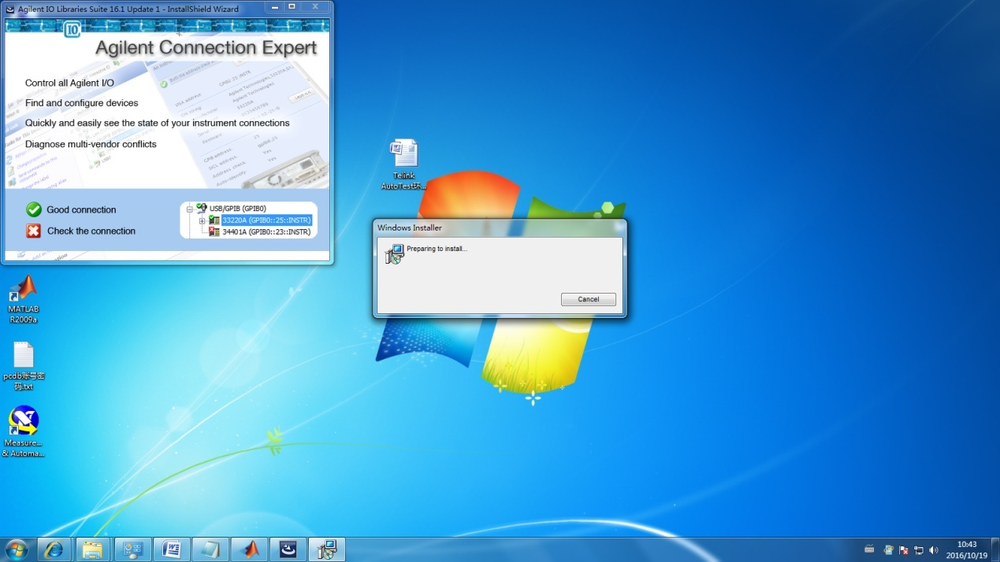 Agilent IO Libraries Suite 16.1 Update 1 - InstallShield Wizard
IO
Agilent Connection Expert
Control all Agilent I/O
Find and configure devices
Quickly and easily see the state of your instrument connections
Diagnose multi-vendor conflicts
Good connection
Check the connection
USB/GPIB (GPIB0)
33220A (GPIB0::25::INSTR)
34401A (GPIB0::23::INSTR)
Telink
AutoTest环...
Windows Installer
Preparing to install...
Cancel
MATLAB
R2009a
pcdb账号密
码.txt
Measure...
& Automa...
10:43
2016/10/19